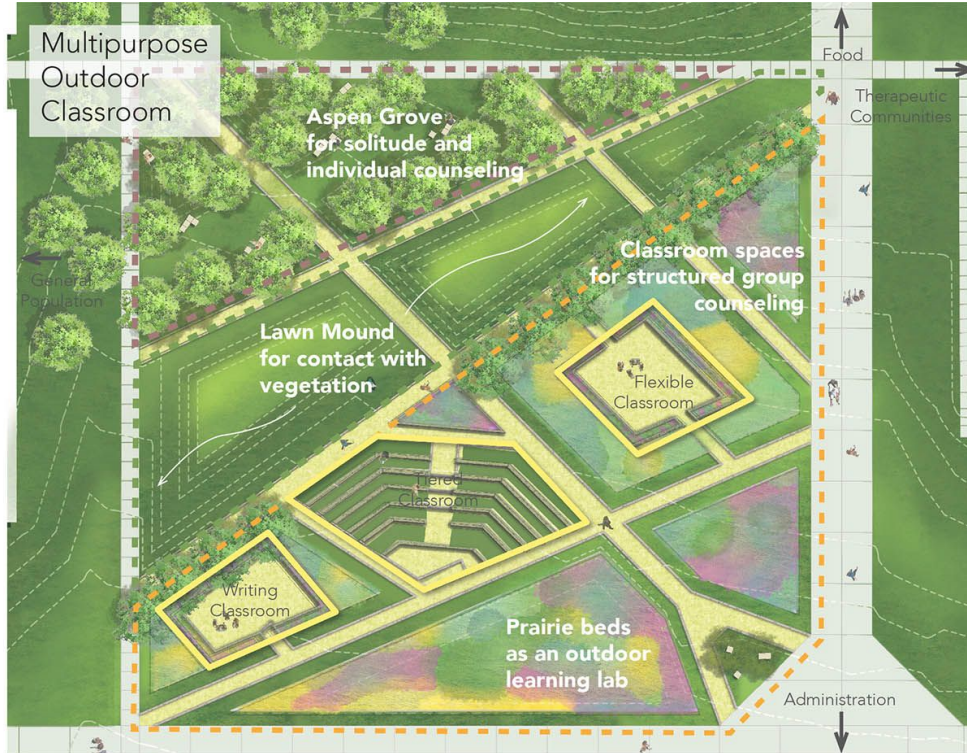 Multipurpose
Outdoor
Classroom
Food
Therapeutic
Communities
Aspen Grove
for solitude and
individual counseling
General
Population
Classroom spaces
for structured group
counseling
Lawn Mound
for contact with
vegetation
Flexible
Classroom
Tiered
Classroom
Writing
Classroom
Prairie beds
as an outdoor
learning lab
Administration